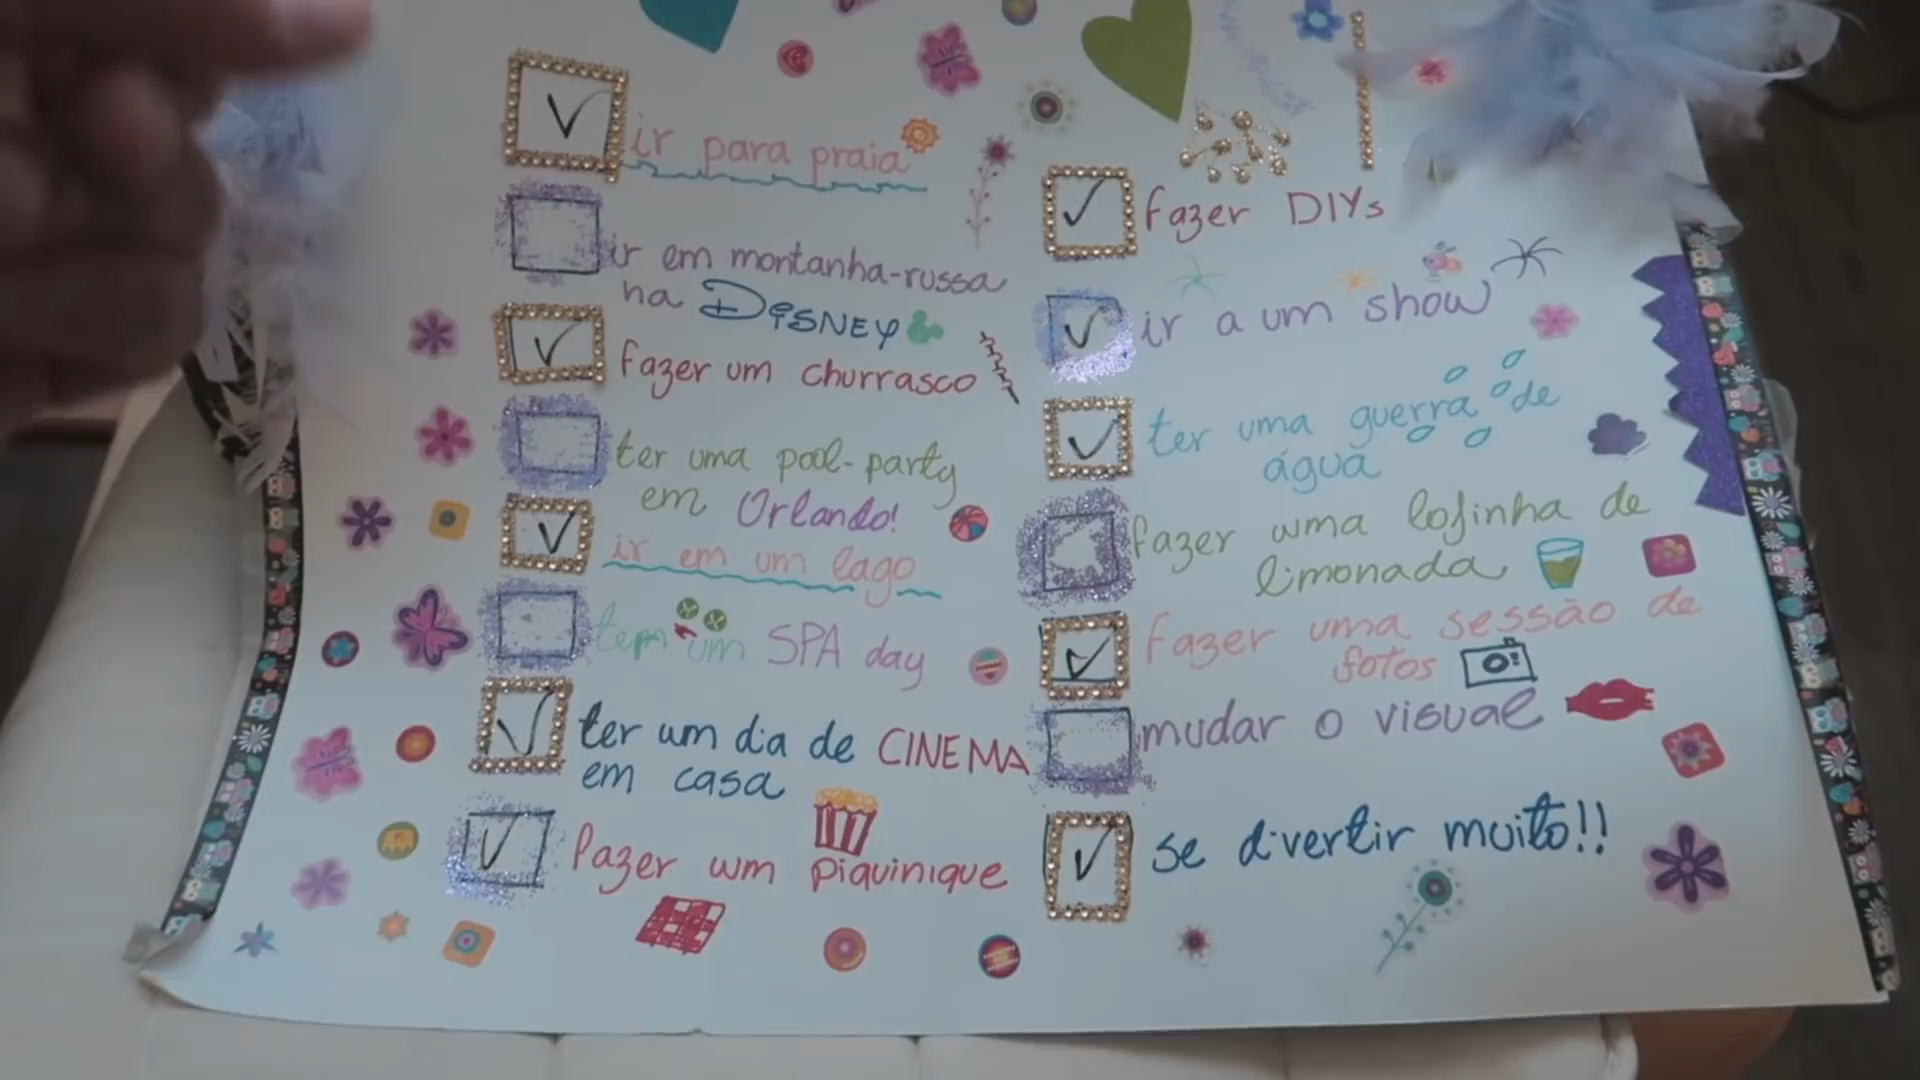 ir para praia
ir em montanha-russa
na DISNEY
fazer um churrasco
ter uma pool-party
em Orlando!
ir em um lago
um SPA day
ter um dia de CINEMA
em casa
fazer um piquinique
fazer DIYs
ir a um show
ter uma guerra de
água
fazer uma lojinha de
limonada
fazer uma sessão de
fotos
mudar o visual
se divertir muito!!